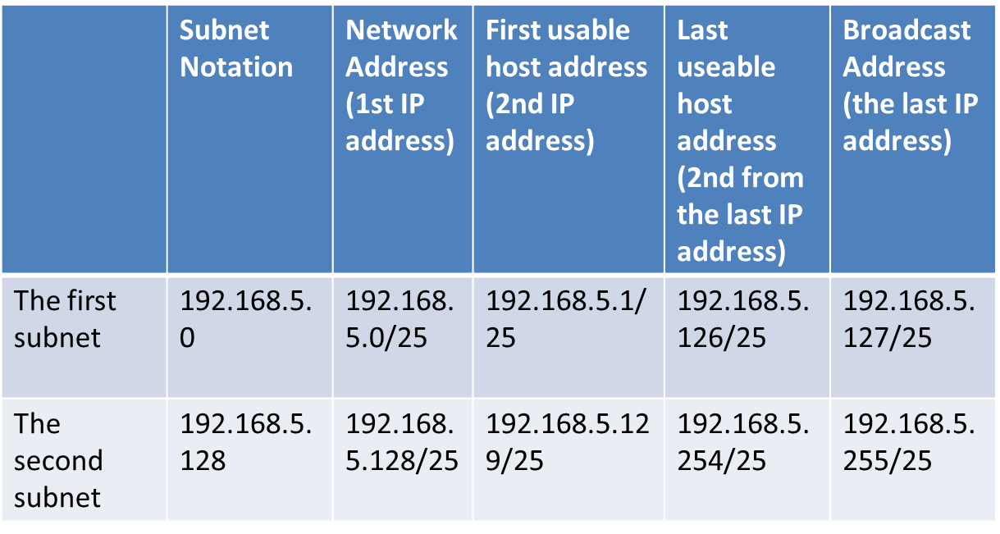 Subnet
Notation
Network
Address
(1st IP
address)
First usable
host address
(2nd IP
address)
Last
useable
host
address
(2nd from
the last IP
address)
Broadcast
Address
(the last IP
address)
The first
subnet
192.168.5.
0
192.168.
5.0/25
192.168.5.1/
25
192.168.5.
126/25
192.168.5.
127/25
The
second
subnet
192.168.5.
128
192.168.
5.128/25
192.168.5.12
9/25
192.168.5.
254/25
192.168.5.
255/25